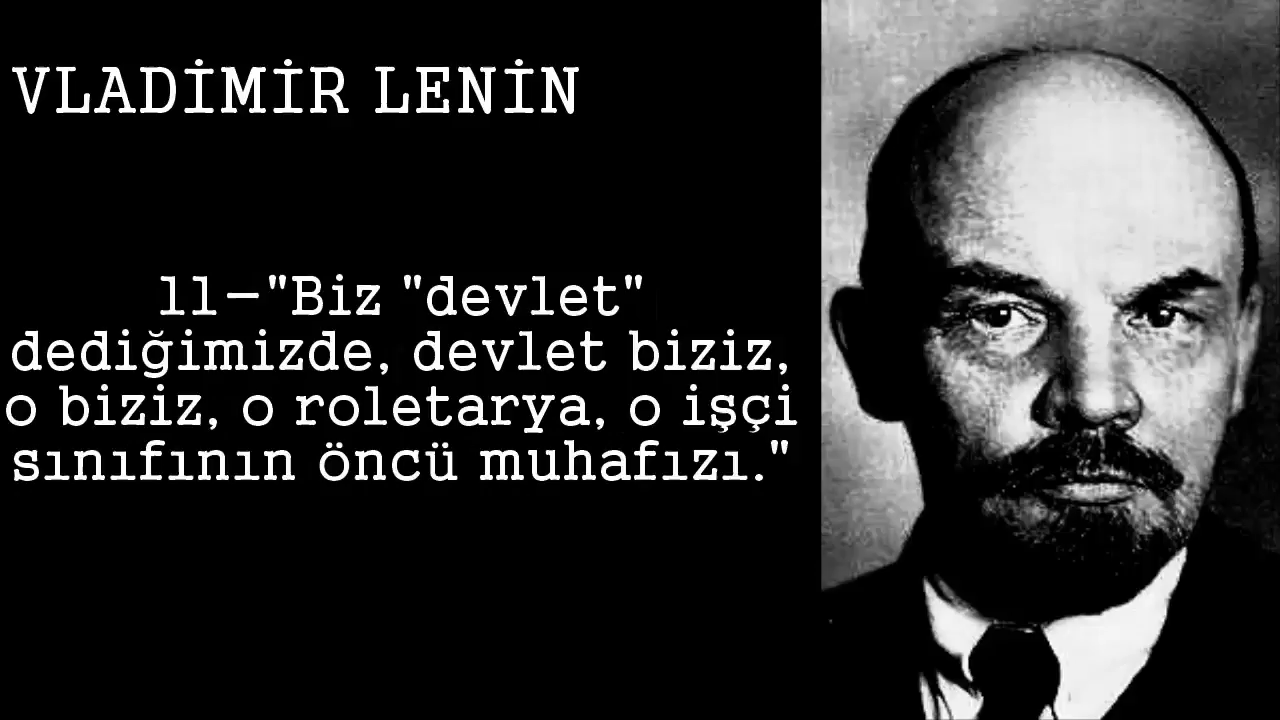 VLADİMİR LENİN
11-"Biz "devlet"
dediğimizde, devlet biziz,
o biziz, o roletarya, o işçi
sınıfının öncü muhafızı."